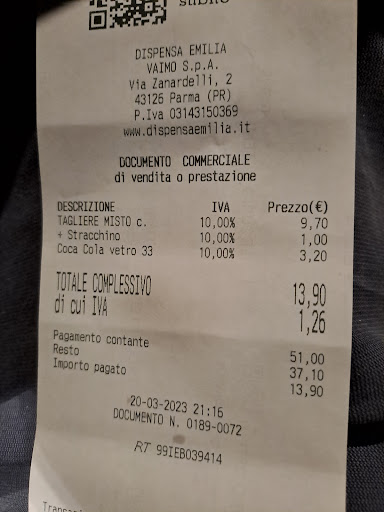 subito
DISPENSA EMILIA
VAIMO S.p.A.
Via Zanardelli, 2
43126 Parma (PR)
P.Iva 03143150369
www.dispensaemilia.it
DOCUMENTO COMMERCIALE
di vendita o prestazione
DESCRIZIONE IVA Prezzo(€)
TAGLIERE MISTO c. 10,00% 9,70
+ Stracchino 10,00% 1,00
Coca Cola vetro 33 10,00% 3,20
TOTALE COMPLESSIVO 13,90
di cui IVA 1,26
Pagamento contante 51,00
Resto 37,10
Importo pagato 13,90
20-03-2023 21:16
DOCUMENTO N. 0189-0072
RT 99IEB039414